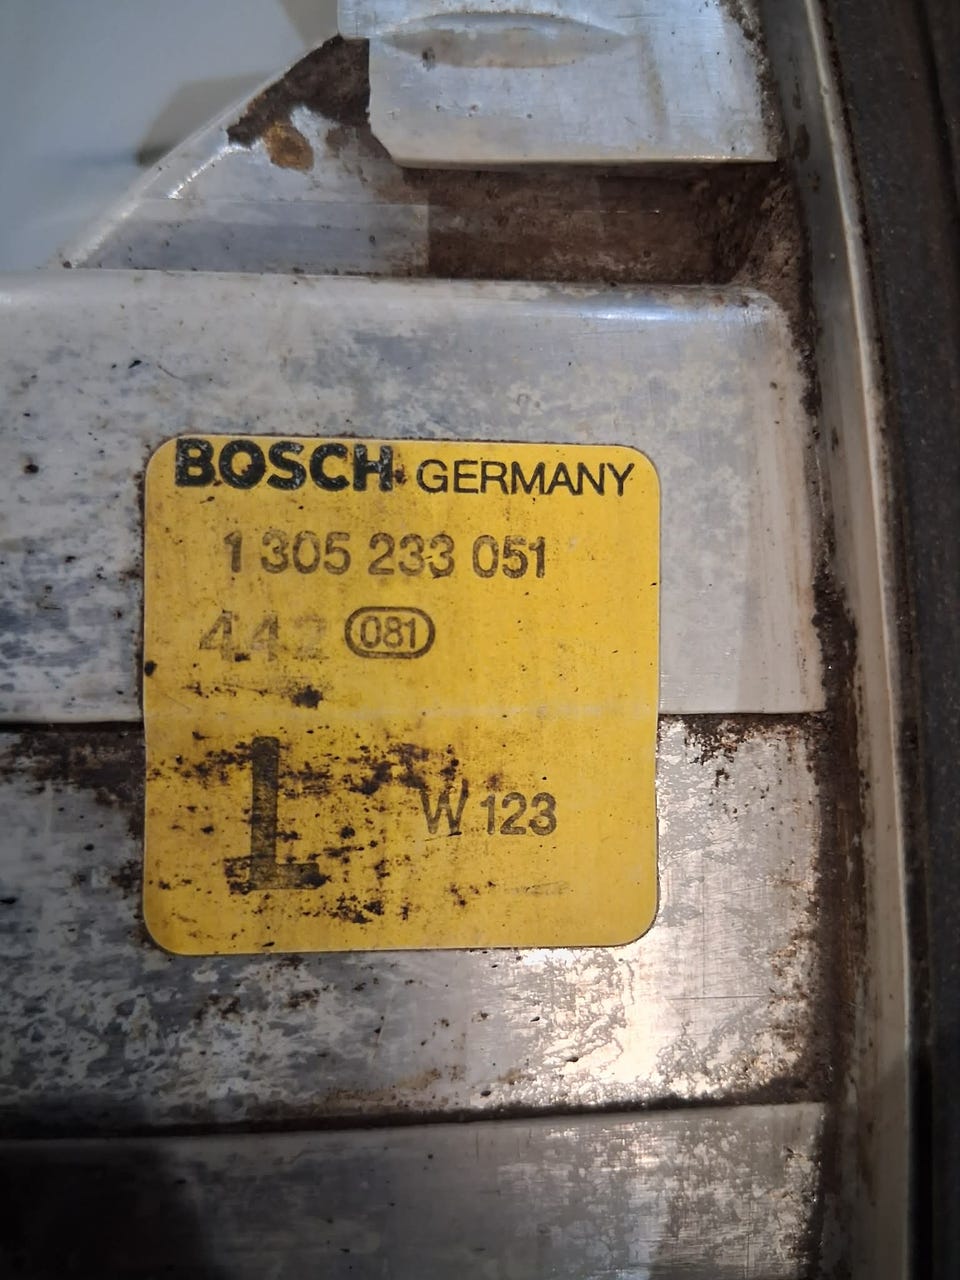 BOSCH GERMANY
1 305 233 051
442 081
L W 123